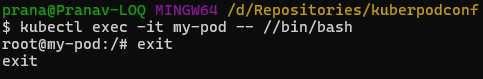 prana@Pranav-LOQ MINGW64 /d/Repositories/kuberpodconf
$ kubectl exec -it my-pod -- //bin/bash
root@my-pod:/# exit
exit